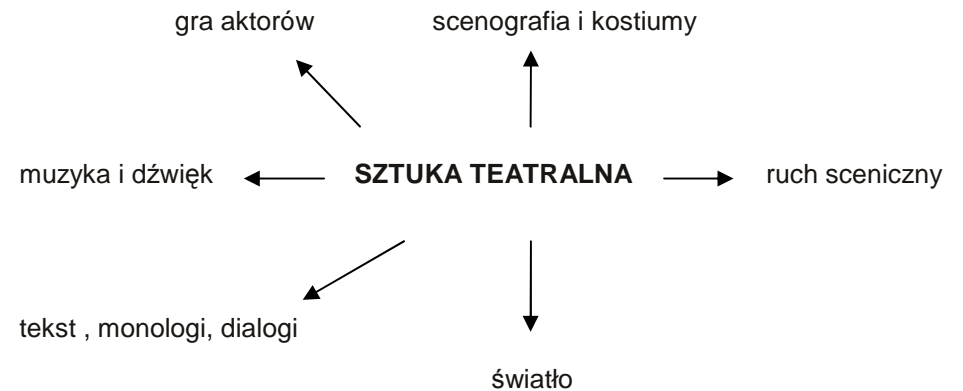 gra aktorów scenografia i kostiumy
muzyka i dźwięk SZTUKA TEATRALNA ruch sceniczny
tekst , monologi, dialogi
światło